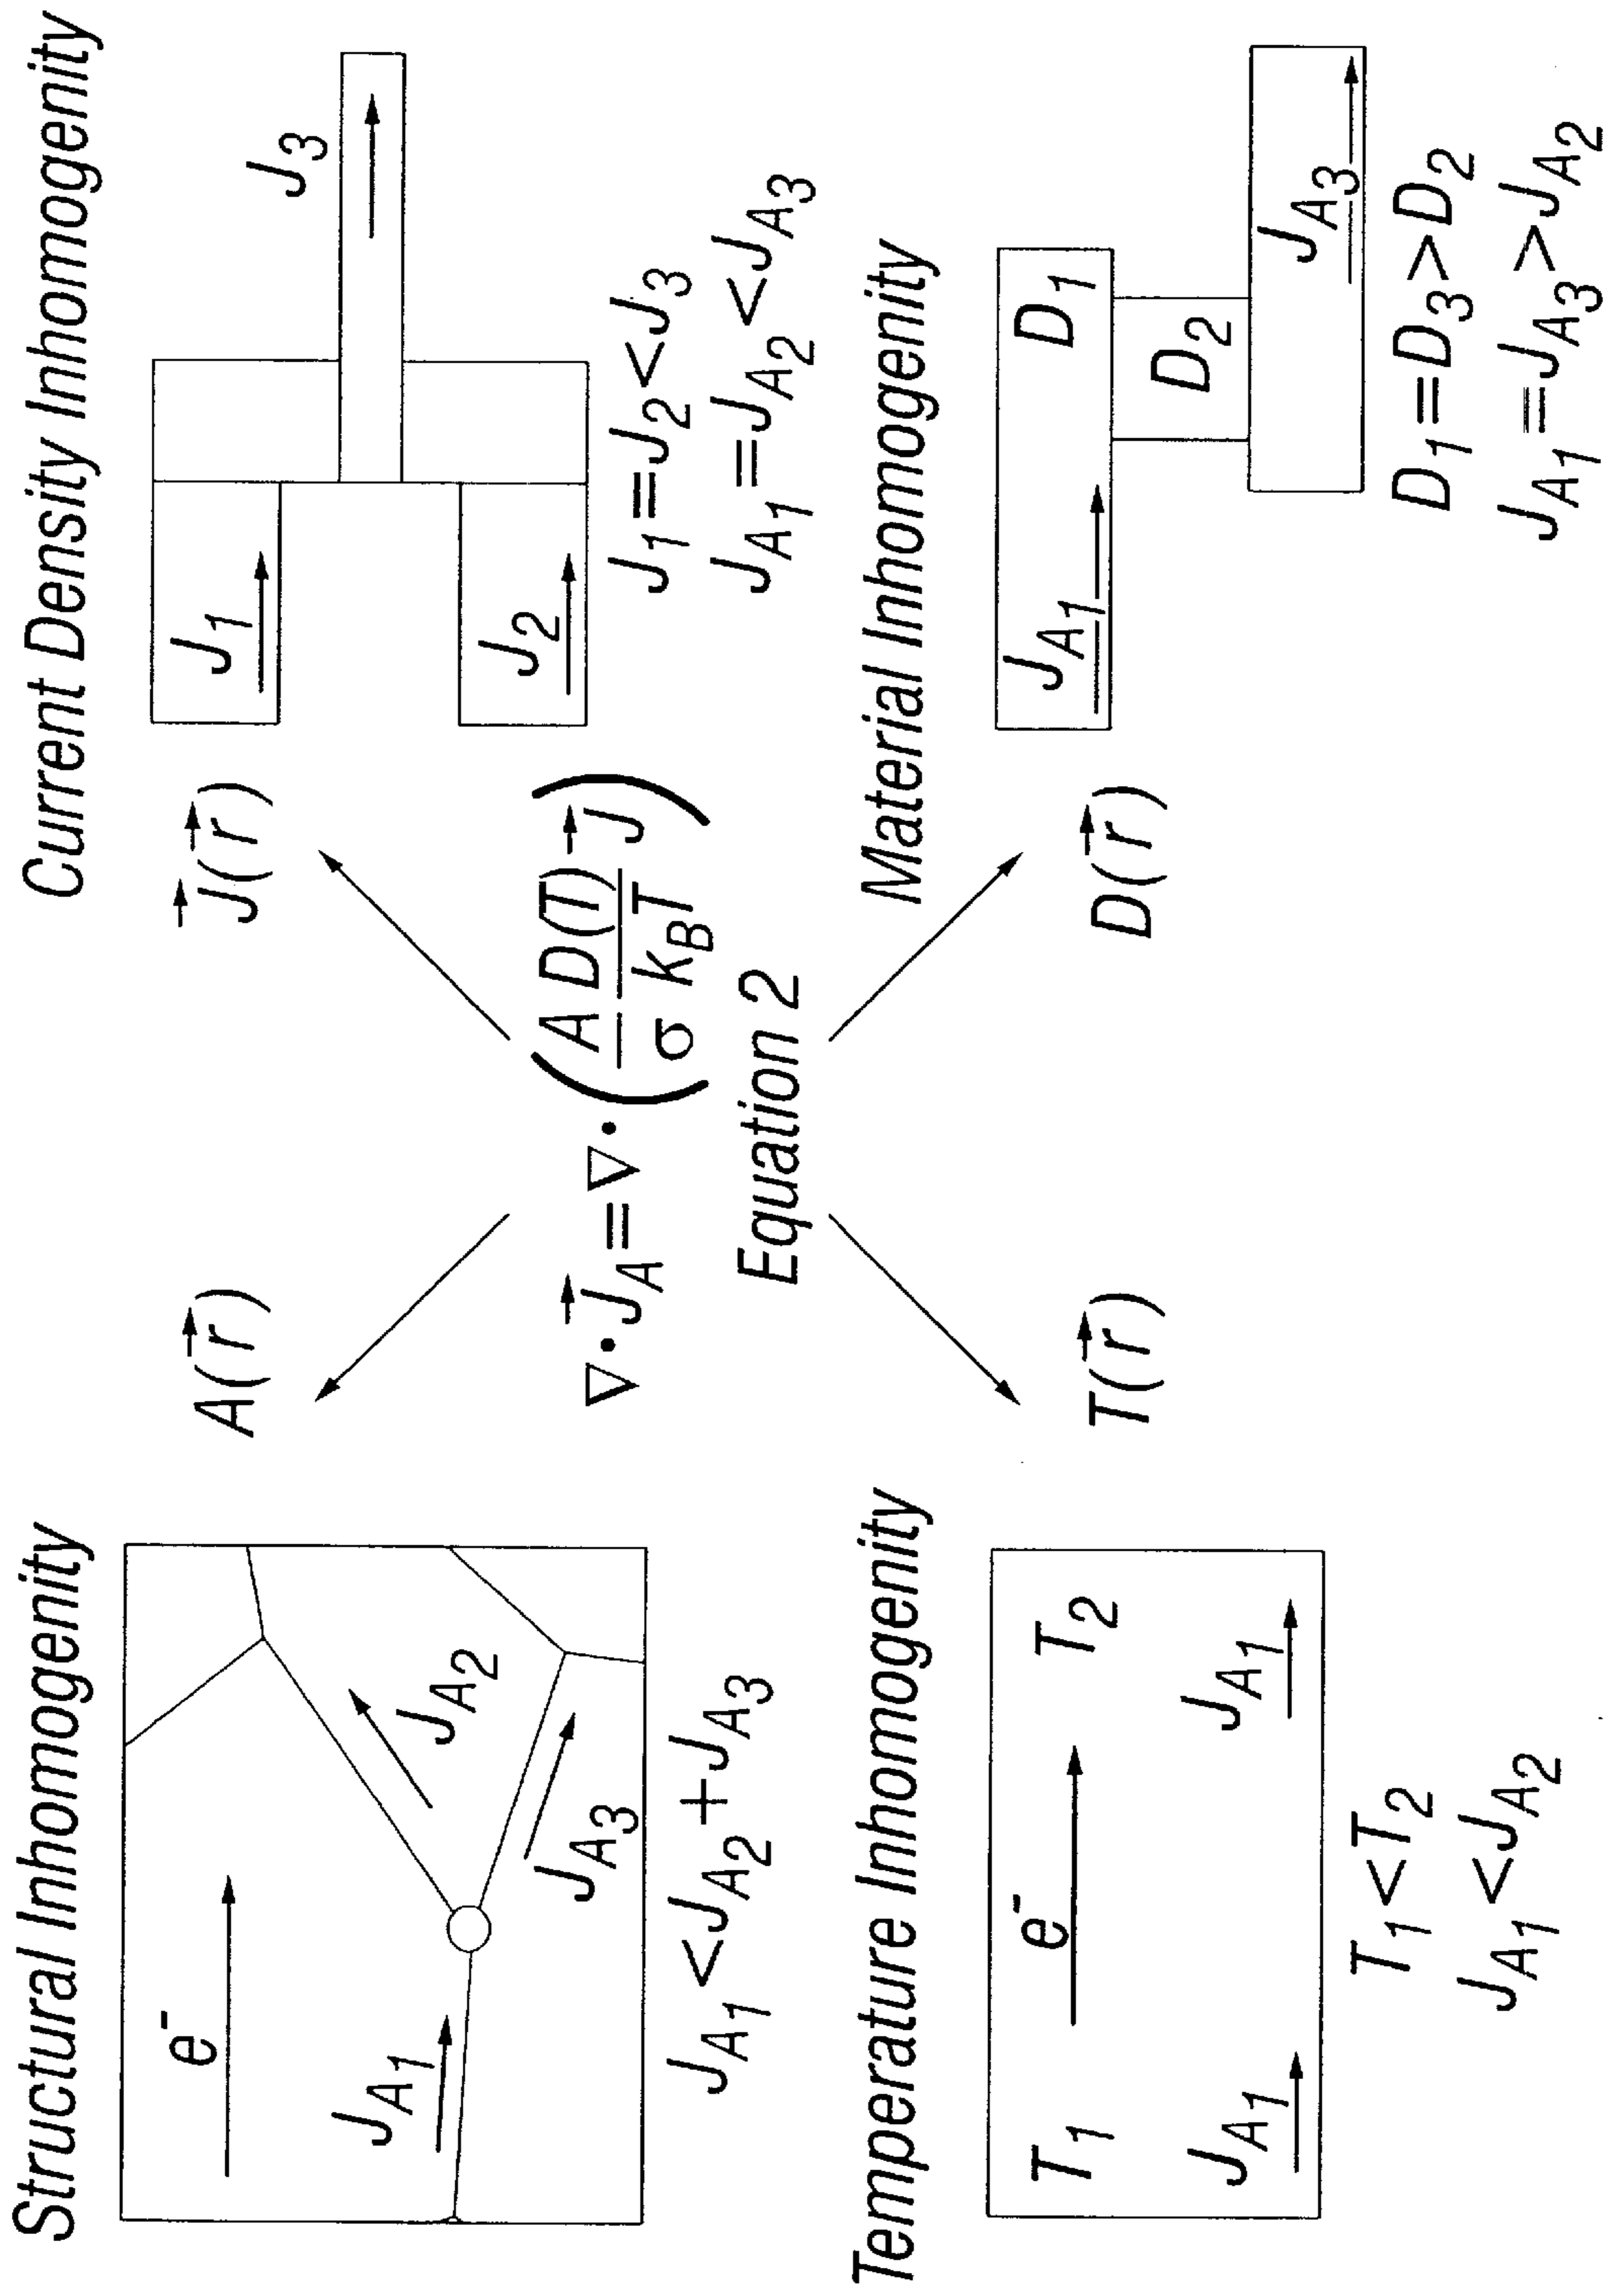 Structural Inhomogenity
e⁻
J_A1
J_A2
J_A3
J_A1 < J_A2 + J_A3
A(r⃗)
J⃗(r⃗)
Current Density Inhomogenity
J_1
J_2
J_3
J_1 = J_2 < J_3
J_A1 = J_A2 < J_A3
∇·J⃗_A = ∇·(A D(T) / σ k_B T J⃗)
Equation 2
Temperature Inhomogenity
T_1
e⁻
T_2
J_A1
J_A1
T_1 < T_2
J_A1 < J_A2
T(r⃗)
D(r⃗)
Material Inhomogenity
J_A1
D_1
D_2
J_A3
D_1 = D_3 > D_2
J_A1 = J_A3 > J_A2